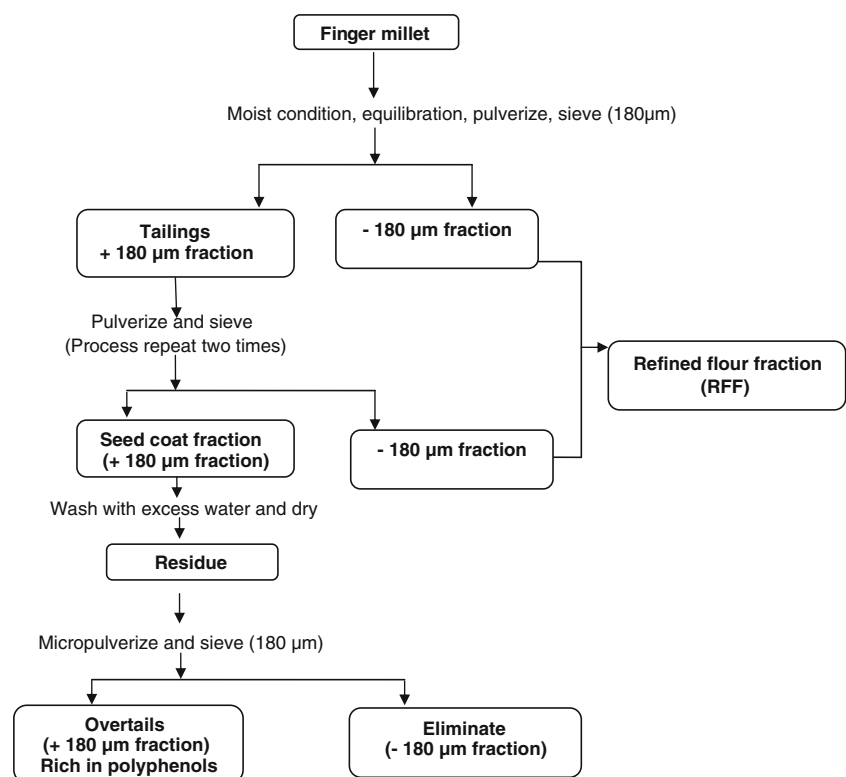 Finger millet
Moist condition, equilibration, pulverize, sieve (180µm)
Tailings
+ 180 µm fraction
- 180 µm fraction
Pulverize and sieve
(Process repeat two times)
Refined flour fraction
(RFF)
Seed coat fraction
(+ 180 µm fraction)
- 180 µm fraction
Wash with excess water and dry
Residue
Micropulverize and sieve (180 µm)
Overtails
(+ 180 µm fraction)
Rich in polyphenols
Eliminate
(- 180 µm fraction)